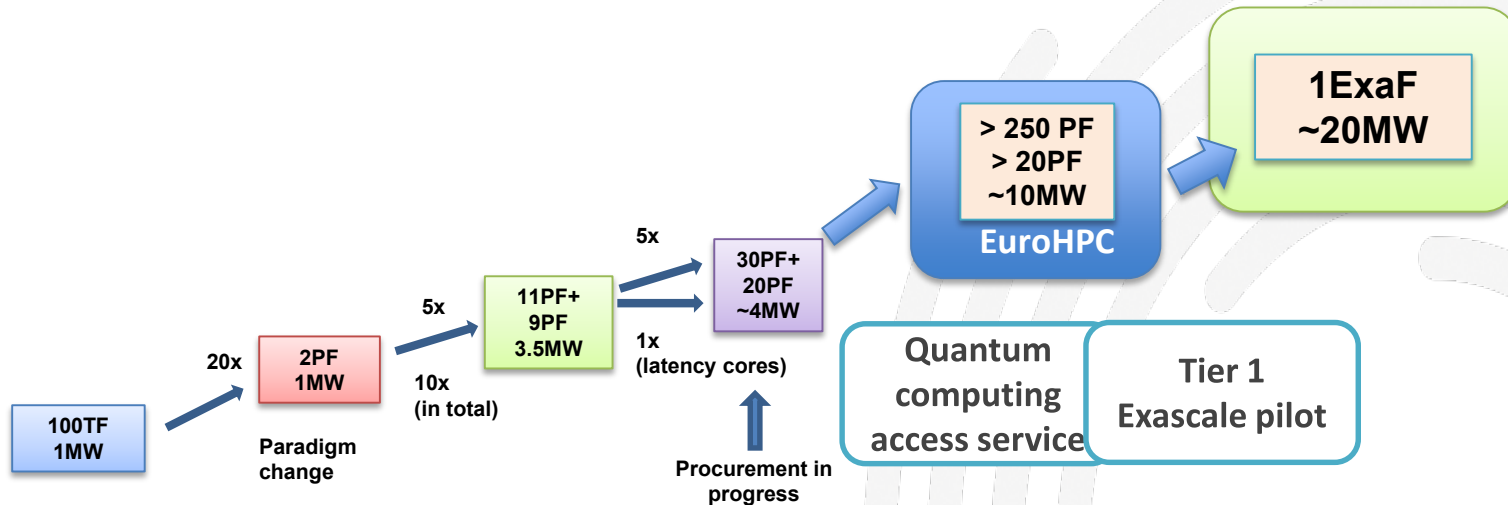 100TF
1MW
20x
2PF
1MW
Paradigm
change
5x
10x
(in total)
11PF+
9PF
3.5MW
5x
1x
(latency cores)
30PF+
20PF
~4MW
Procurement in
progress
> 250 PF
> 20PF
~10MW
EuroHPC
1ExaF
~20MW
Quantum
computing
access service
Tier 1
Exascale pilot